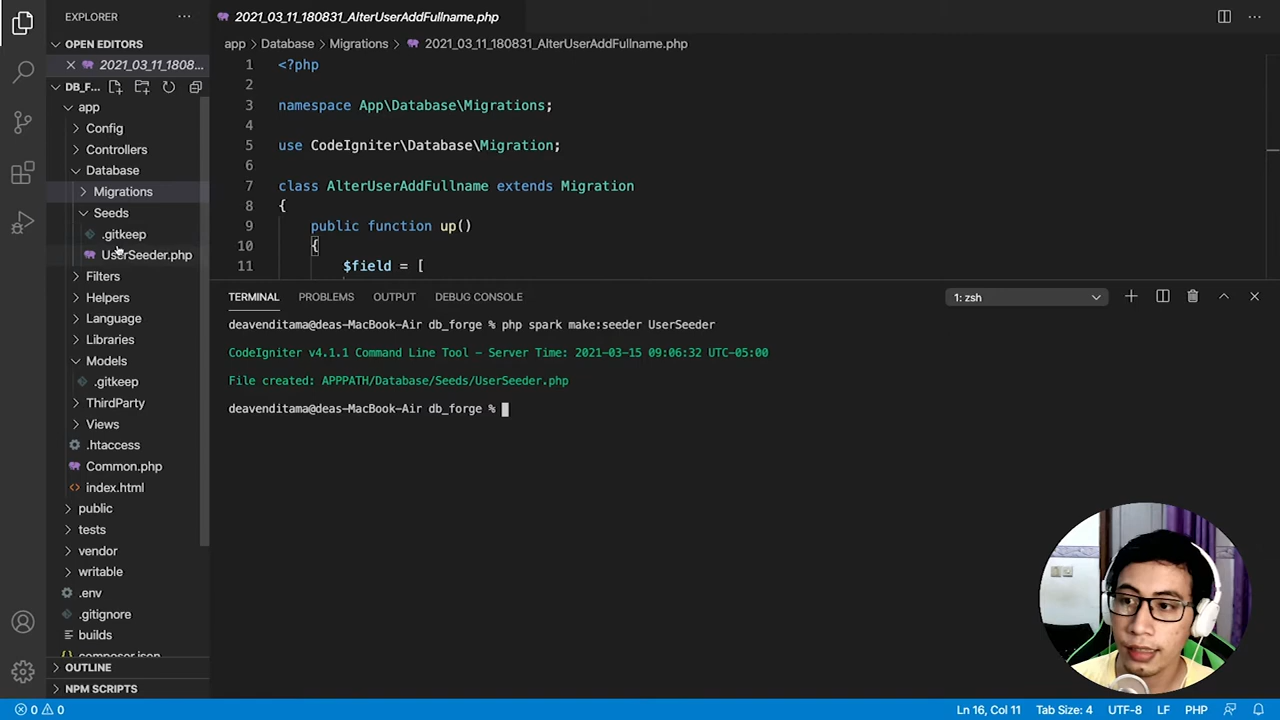 EXPLORER
OPEN EDITORS
2021_03_11_1808...
DB_F...
app
Config
Controllers
Database
Migrations
Seeds
.gitkeep
UserSeeder.php
Filters
Helpers
Language
Libraries
Models
.gitkeep
ThirdParty
Views
.htaccess
Common.php
index.html
public
tests
vendor
writable
.env
.gitignore
builds
composer.json
OUTLINE
NPM SCRIPTS
2021_03_11_180831_AlterUserAddFullname.php
app > Database > Migrations > 2021_03_11_180831_AlterUserAddFullname.php
1 <?php
2
3 namespace App\Database\Migrations;
4
5 use CodeIgniter\Database\Migration;
6
7 class AlterUserAddFullname extends Migration
8 {
9 public function up()
10 {
11 $field = [
TERMINAL PROBLEMS OUTPUT DEBUG CONSOLE 1: zsh
deavenditama@deas-MacBook-Air db_forge % php spark make:seeder UserSeeder
CodeIgniter v4.1.1 Command Line Tool - Server Time: 2021-03-15 09:06:32 UTC-05:00
File created: APPPATH/Database/Seeds/UserSeeder.php
deavenditama@deas-MacBook-Air db_forge %
0 0 Ln 16, Col 11 Tab Size: 4 UTF-8 LF PHP